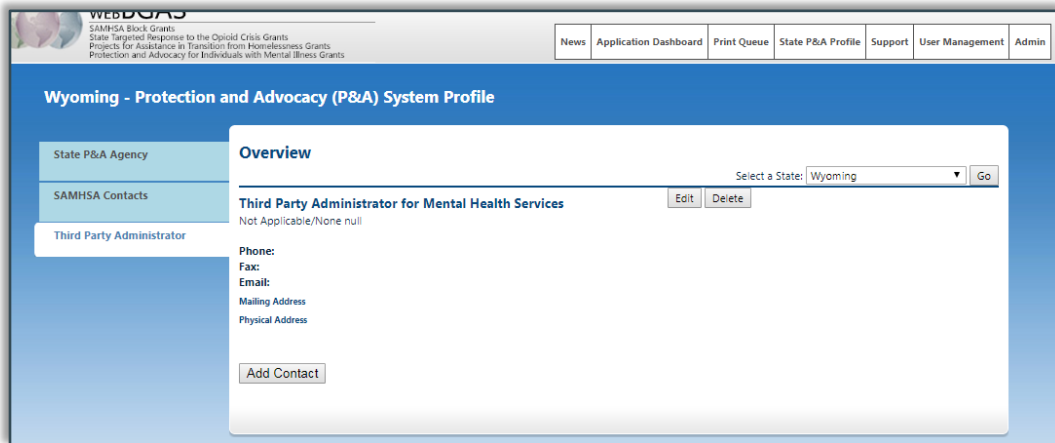 WEBBGAS
SAMHSA Block Grants
State Targeted Response to the Opioid Crisis Grants
Projects for Assistance in Transition from Homelessness Grants
Protection and Advocacy for Individuals with Mental Illness Grants
News Application Dashboard Print Queue State P&A Profile Support User Management Admin
Wyoming - Protection and Advocacy (P&A) System Profile
State P&A Agency
SAMHSA Contacts
Third Party Administrator
Overview
Select a State: Wyoming Go
Third Party Administrator for Mental Health Services Edit Delete
Not Applicable/None null
Phone:
Fax:
Email:
Mailing Address
Physical Address
Add Contact